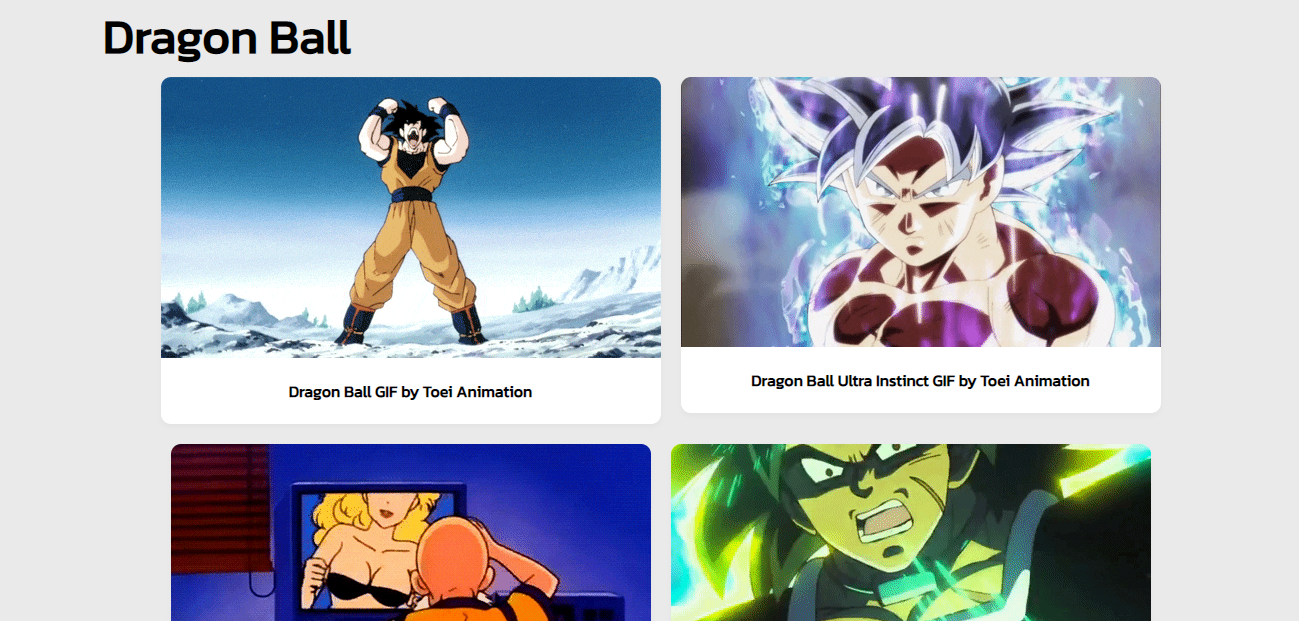 Dragon Ball
Dragon Ball GIF by Toei Animation
Dragon Ball Ultra Instinct GIF by Toei Animation